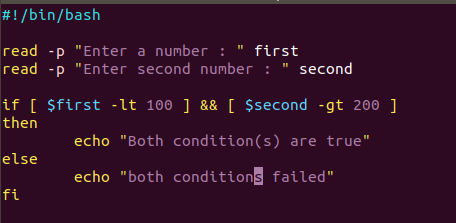 #!/bin/bash
read -p "Enter a number : " first
read -p "Enter second number : " second
if [ $first -lt 100 ] && [ $second -gt 200 ]
then
        echo "Both condition(s) are true"
else
        echo "both conditions failed"
fi